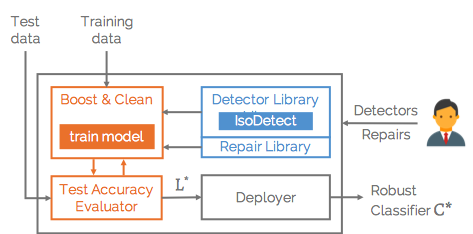 Test
data
Training
data
Boost & Clean
train model
Detector Library
IsoDetect
Repair Library
Detectors
Repairs
Test Accuracy
Evaluator
L*
Deployer
Robust
Classifier C*